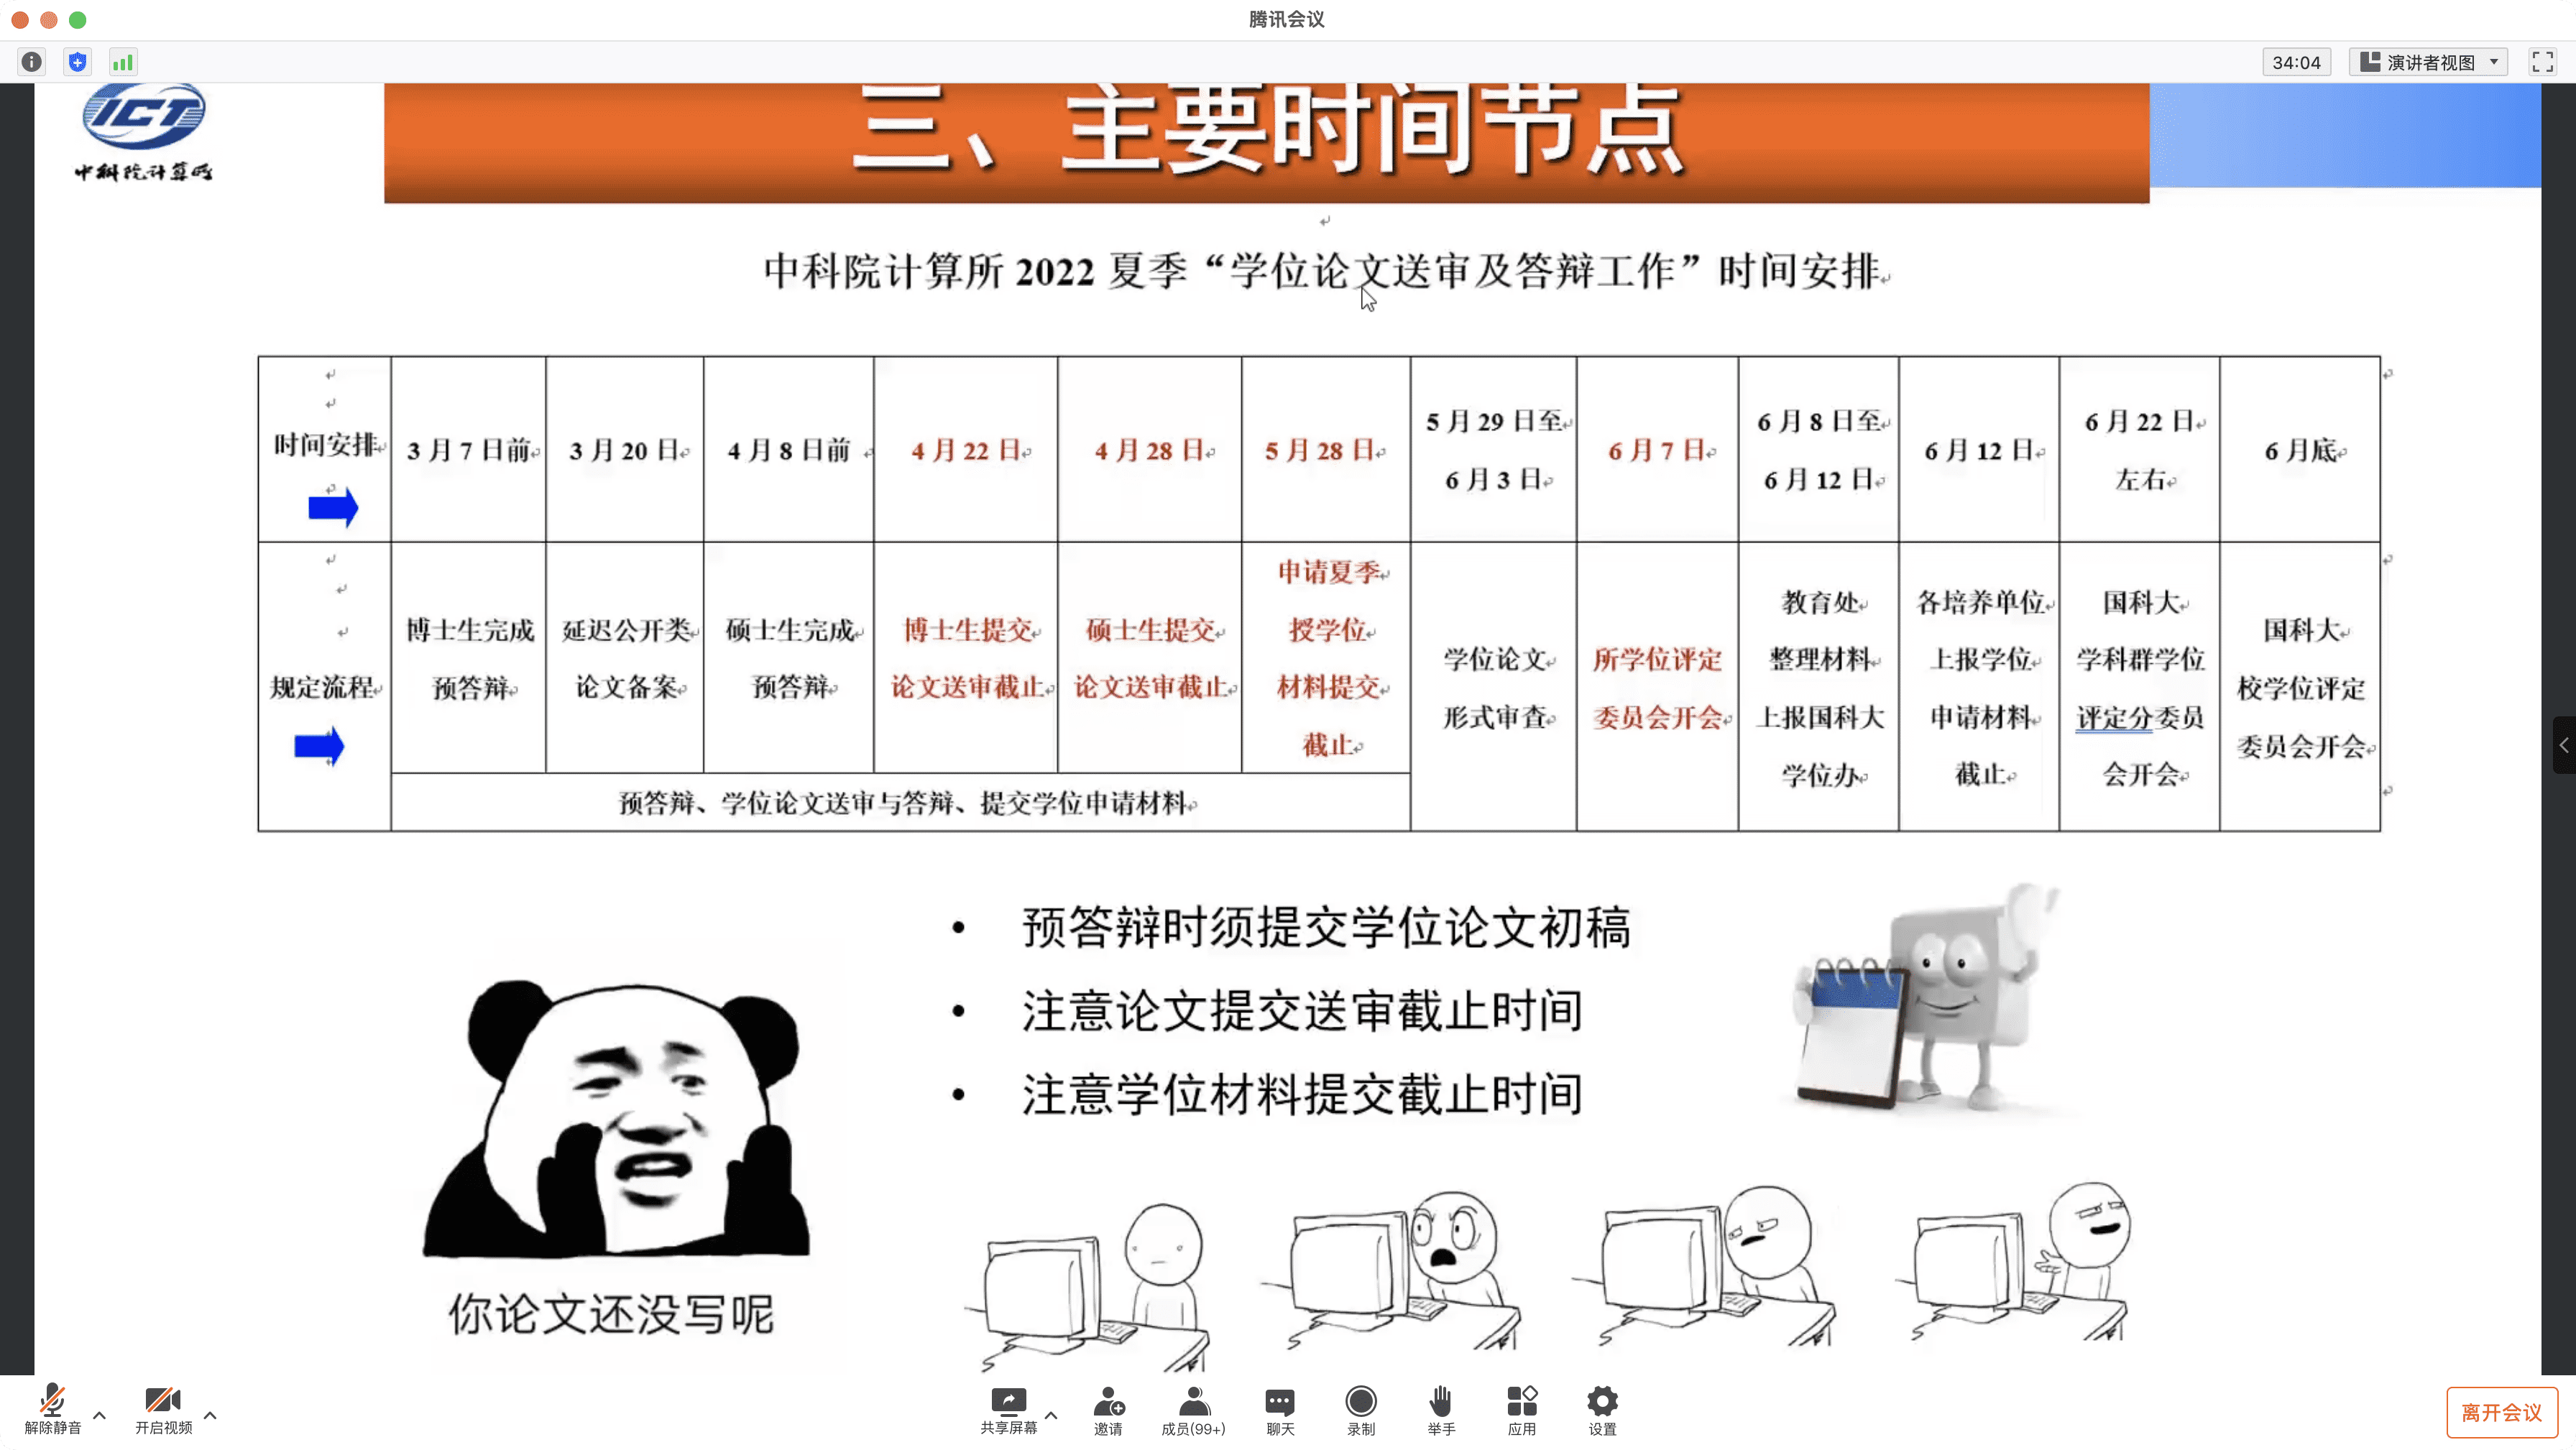 腾讯会议
34:04
演讲者视图
ICT
中科院计算所
三、主要时间节点
中科院计算所 2022 夏季“学位论文送审及答辩工作”时间安排
时间安排
3 月 7 日前
3 月 20 日
4 月 8 日前
4 月 22 日
4 月 28 日
5 月 28 日
5 月 29 日至
6 月 3 日
6 月 7 日
6 月 8 日至
6 月 12 日
6 月 12 日
6 月 22 日
左右
6 月底
规定流程
博士生完成
预答辩
延迟公开类
论文备案
硕士生完成
预答辩
博士生提交
论文送审截止
硕士生提交
论文送审截止
申请夏季
授学位
材料提交
截止
学位论文
形式审查
所学位评定
委员会开会
教育处
整理材料
上报国科大
学位办
各培养单位
上报学位
申请材料
截止
国科大
学科群学位
评定分委员
会开会
国科大
校学位评定
委员会开会
预答辩、学位论文送审与答辩、提交学位申请材料
• 预答辩时须提交学位论文初稿
• 注意论文提交送审截止时间
• 注意学位材料提交截止时间
你论文还没写呢
解除静音
开启视频
共享屏幕
邀请
成员(99+)
聊天
录制
举手
应用
设置
离开会议